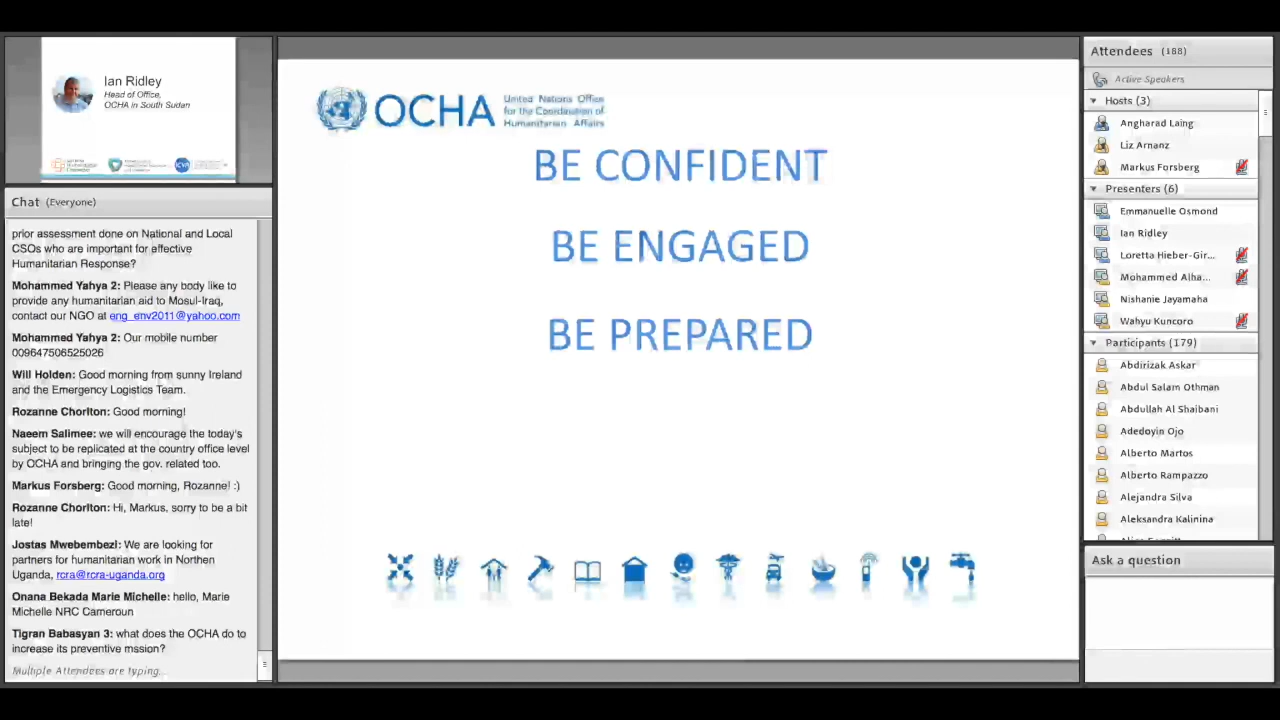 Ian Ridley
Head of Office,
OCHA in South Sudan
Chat (Everyone)
prior assessment done on National and Local
CSOs who are important for effective
Humanitarian Response?
Mohammed Yahya 2: Please any body like to
provide any humanitarian aid to Mosul-Iraq,
contact our NGO at eng_env2011@yahoo.com
Mohammed Yahya 2: Our mobile number
009647506525026
Will Holden: Good morning from sunny Ireland
and the Emergency Logistics Team.
Rozanne Chorlton: Good morning!
Naeem Salimee: we will encourage the today's
subject to be replicated at the country office level
by OCHA and bringing the gov. related too.
Markus Forsberg: Good morning, Rozanne! :)
Rozanne Chorlton: Hi, Markus, sorry to be a bit
late!
Jostas Mwebembezi: We are looking for
partners for humanitarian work in Northen
Uganda, rcra@rcra-uganda.org
Onana Bekada Marie Michelle: hello, Marie
Michelle NRC Cameroun
Tigran Babasyan 3: what does the OCHA do to
increase its preventive mssion?
Multiple Attendees are typing...
OCHA
United Nations Office
for the Coordination of
Humanitarian Affairs
BE CONFIDENT
BE ENGAGED
BE PREPARED
Attendees (188)
Active Speakers
Hosts (3)
Angharad Laing
Liz Arnanz
Markus Forsberg
Presenters (6)
Emmanuelle Osmond
Ian Ridley
Loretta Hieber-Gir...
Mohammed Alha...
Nishanie Jayamaha
Wahyu Kuncoro
Participants (179)
Abdirizak Askar
Abdul Salam Othman
Abdullah Al Shaibani
Adedoyin Ojo
Alberto Martos
Alberto Rampazzo
Alejandra Silva
Aleksandra Kalinina
Ask a question